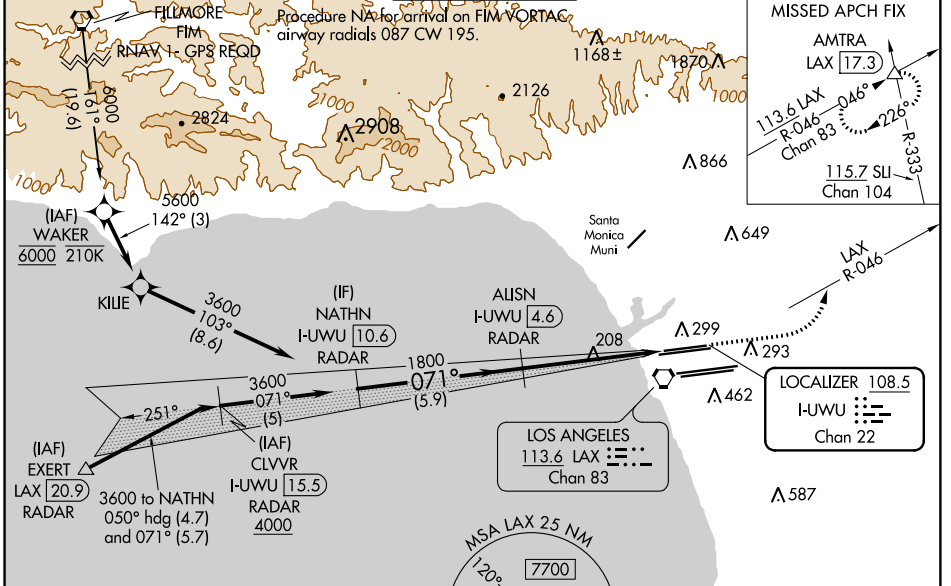 FILLMORE
FIM
RNAV 1- GPS REQD
Procedure NA for arrival on FIM VORTAC
airway radials 087 CW 195.
6000
161°
(19.6)
2824
2908
1000
2000
2126
1168±
1870
1000
1000
866
MISSED APCH FIX
AMTRA
LAX 17.3
113.6 LAX
R-046
Chan 83
046°
226°
R-333
115.7 SLI
Chan 104
(IAF)
WAKER
6000 210K
5600
142° (3)
KILIE
3600
103°
(8.6)
Santa
Monica
Muni
649
LAX
R-046
(IF)
NATHN
I-UWU 10.6
RADAR
ALISN
I-UWU 4.6
RADAR
208
299
293
462
1800
071°
(5.9)
3600
071°
(5)
251°
(IAF)
EXERT
LAX 20.9
RADAR
3600 to NATHN
050° hdg (4.7)
and 071° (5.7)
(IAF)
CLVVR
I-UWU 15.5
RADAR
4000
LOS ANGELES
113.6 LAX
Chan 83
LOCALIZER 108.5
I-UWU
Chan 22
587
MSA LAX 25 NM
120°
7700